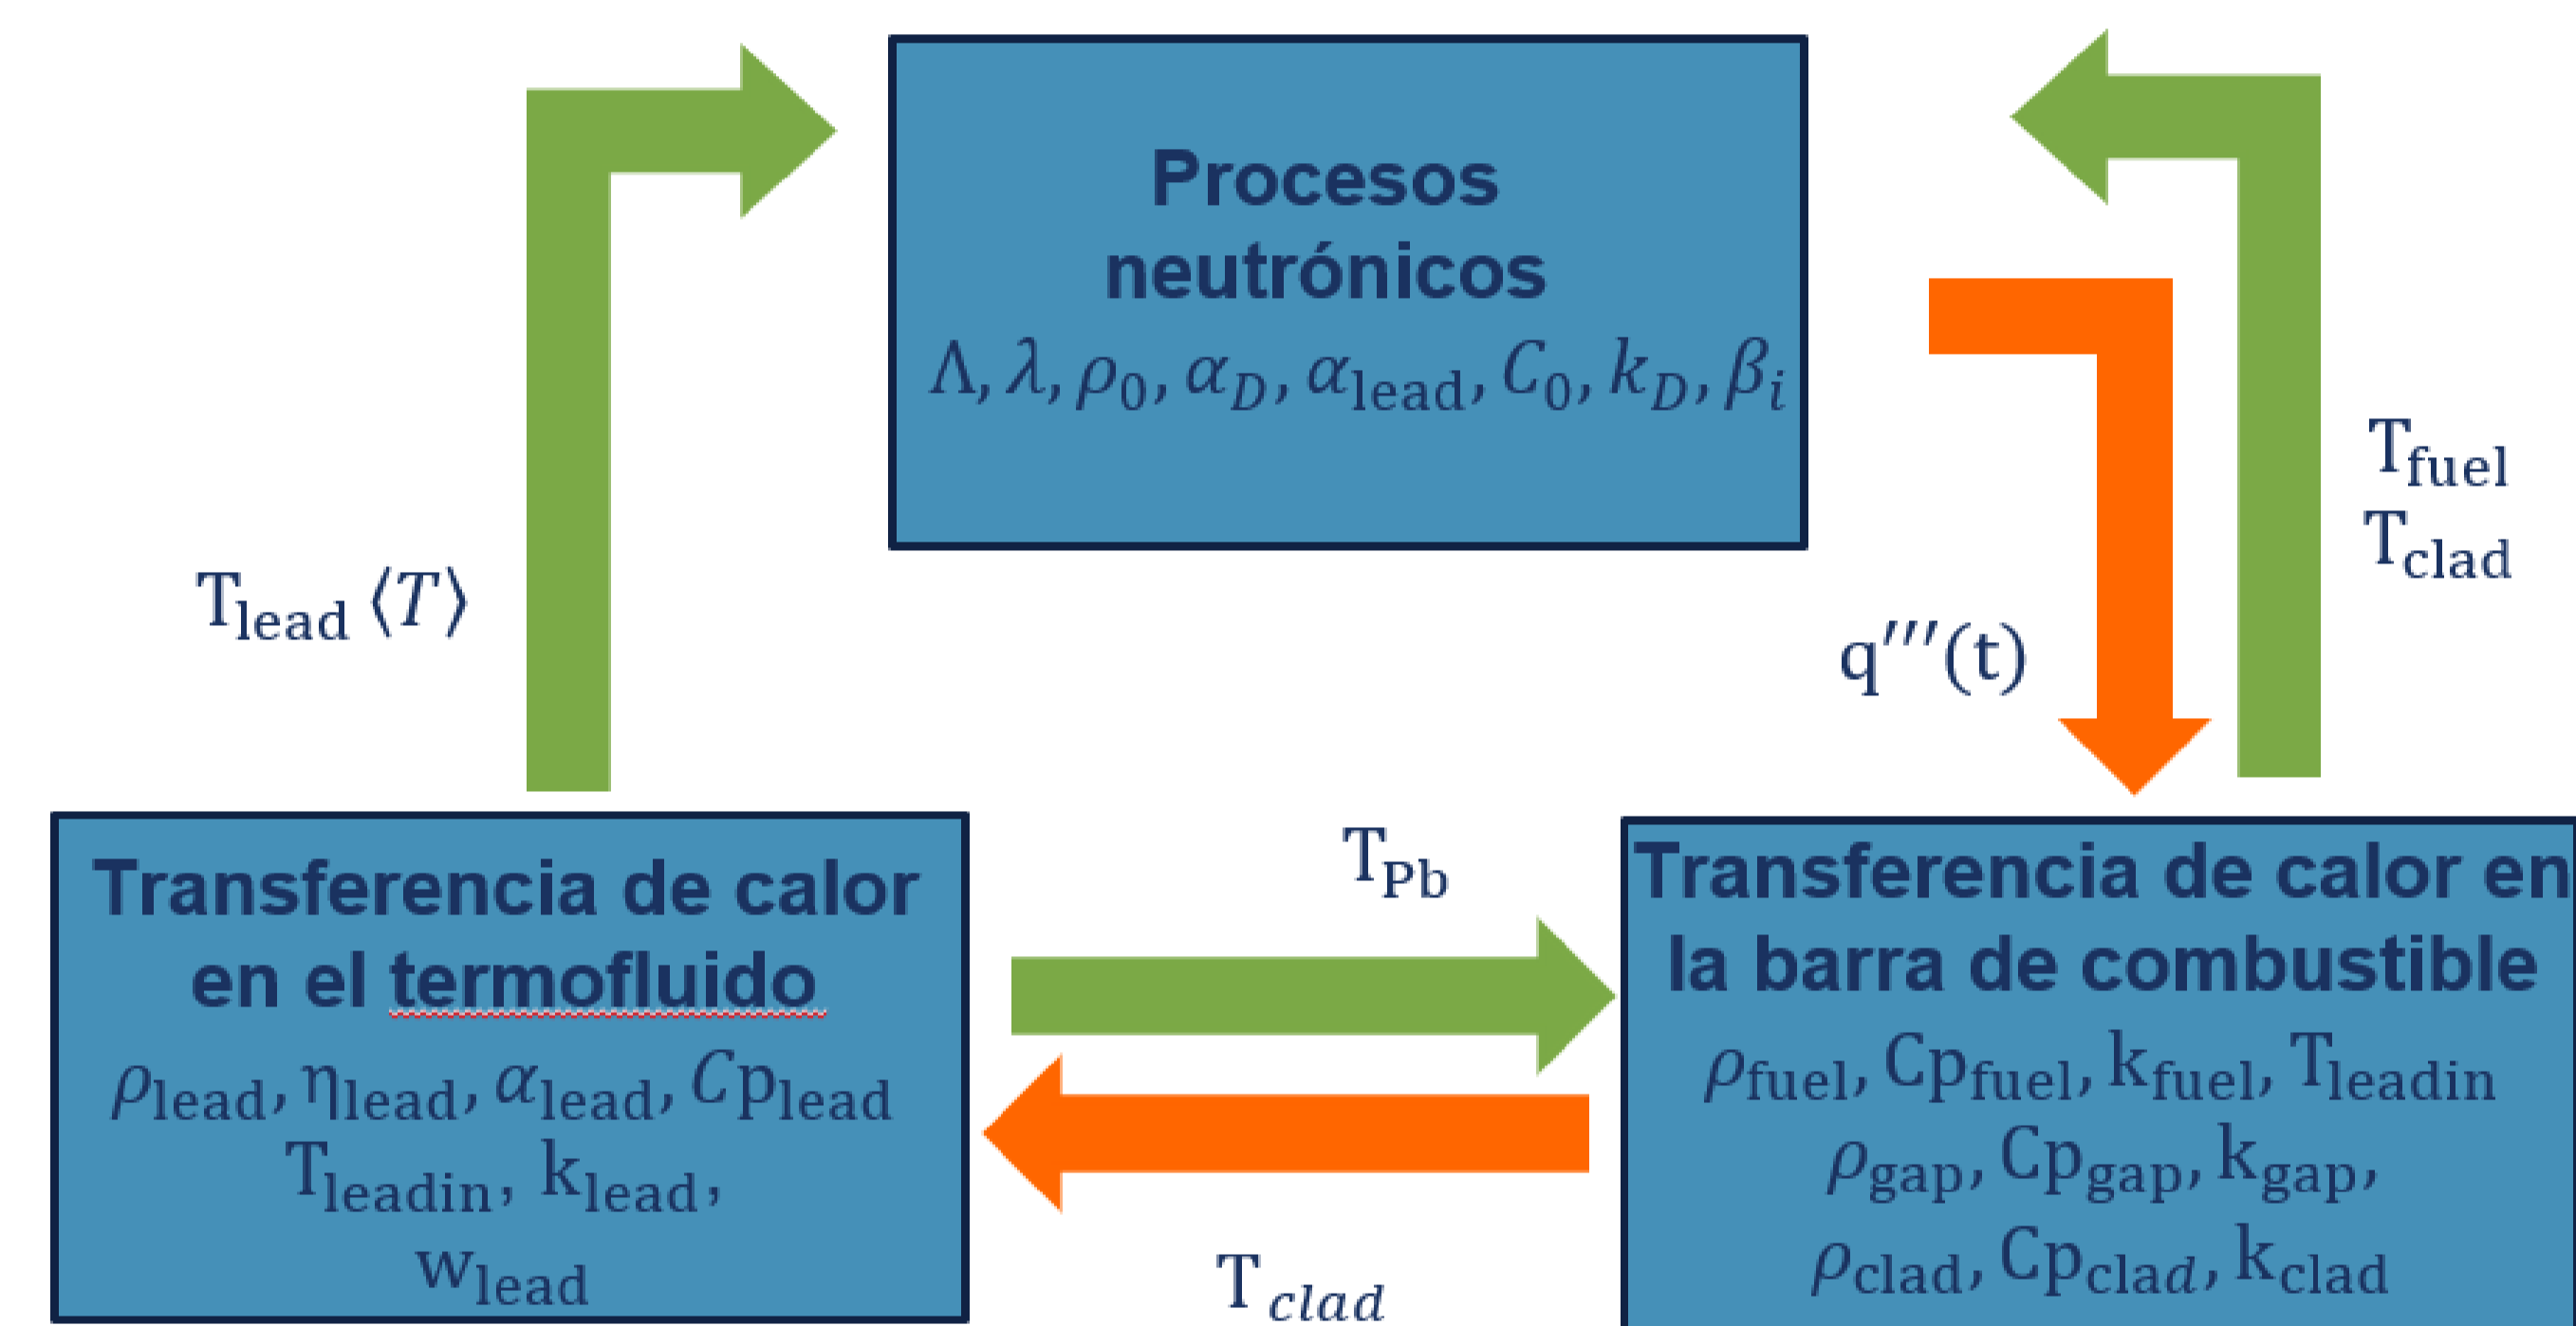 Procesos
neutrónicos
Λ, λ, ρ₀, α_D, α_lead, C₀, k_D, β_i
T_lead ⟨T⟩
T_fuel
T_clad
q′′′(t)
T_Pb
Transferencia de calor
en el termofluido
ρ_lead, η_lead, α_lead, Cp_lead
T_leadin, k_lead,
w_lead
T_clad
Transferencia de calor en
la barra de combustible
ρ_fuel, Cp_fuel, k_fuel, T_leadin
ρ_gap, Cp_gap, k_gap,
ρ_clad, Cp_clad, k_clad